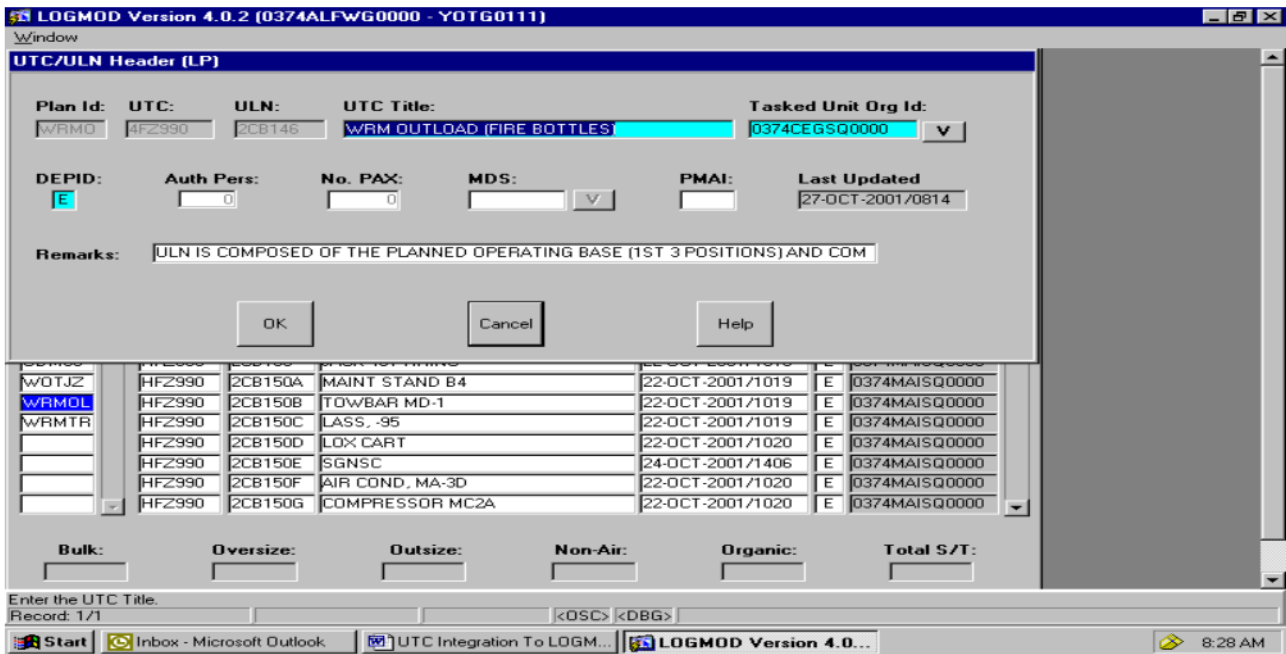 LOGMOD Version 4.0.2 (0374ALFWG0000 - YOTG0111)
Window
UTC/ULN Header (LP)
Plan Id: UTC: ULN: UTC Title: Tasked Unit Org Id:
WRMO 4FZ990 2CB146 WRM OUTLOAD (FIRE BOTTLES) 0374CEGSQ0000 V
DEPID: Auth Pers: No. PAX: MDS: PMAI: Last Updated
E 0 0 V 27-OCT-2001/0814
Remarks: ULN IS COMPOSED OF THE PLANNED OPERATING BASE (1ST 3 POSITIONS) AND COM
OK Cancel Help
WOTJZ HFZ990 2CB150A MAINT STAND B4 22-OCT-2001/1019 E 0374MAISQ0000
WRMOL HFZ990 2CB150B TOWBAR MD-1 22-OCT-2001/1019 E 0374MAISQ0000
WRMTR HFZ990 2CB150C LASS, -95 22-OCT-2001/1019 E 0374MAISQ0000
HFZ990 2CB150D LOX CART 22-OCT-2001/1020 E 0374MAISQ0000
HFZ990 2CB150E SGNSC 24-OCT-2001/1406 E 0374MAISQ0000
HFZ990 2CB150F AIR COND, MA-3D 22-OCT-2001/1020 E 0374MAISQ0000
HFZ990 2CB150G COMPRESSOR MC2A 22-OCT-2001/1020 E 0374MAISQ0000
Bulk: Oversize: Outsize: Non-Air: Organic: Total S/T:
Enter the UTC Title.
Record: 1/1 <OSC> <DBG>
Start Inbox - Microsoft Outlook UTC Integration To LOGM... LOGMOD Version 4.0... 8:28 AM